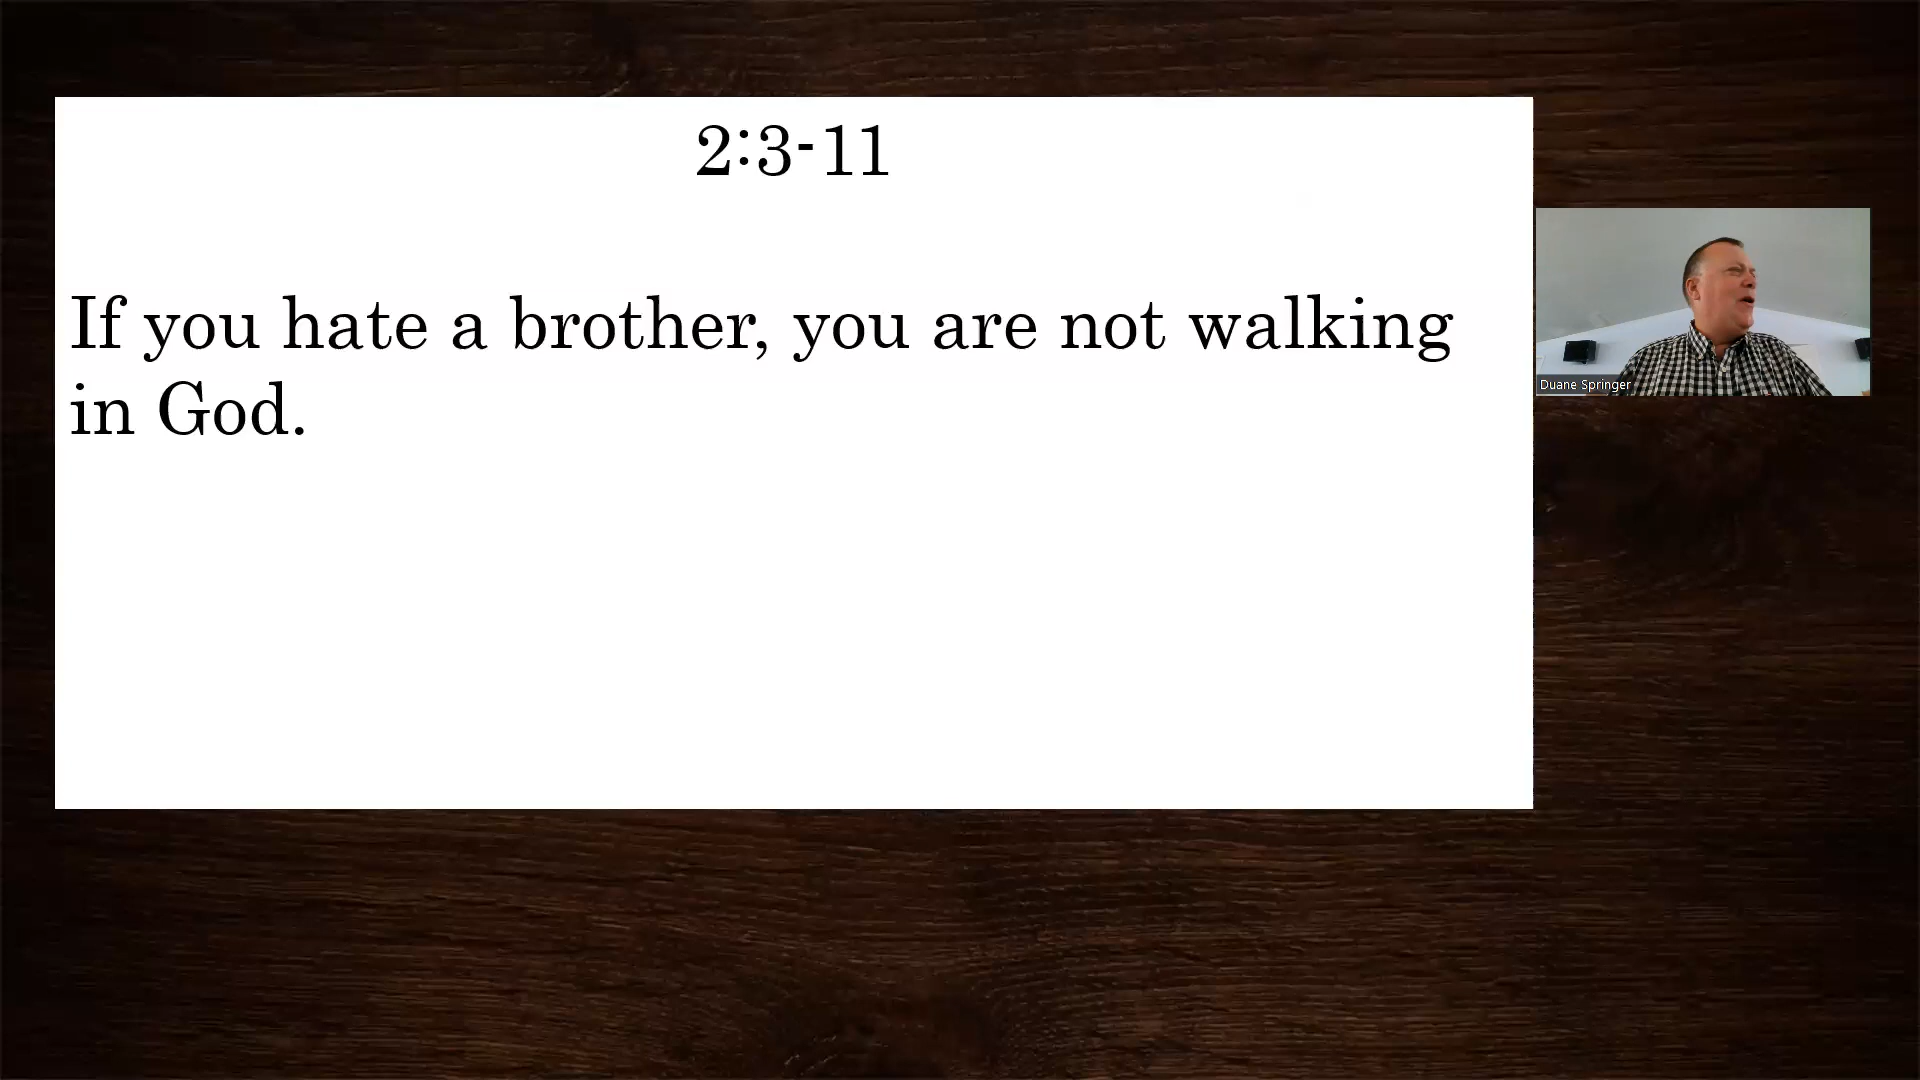 2:3-11
If you hate a brother, you are not walking
in God.
Duane Springer